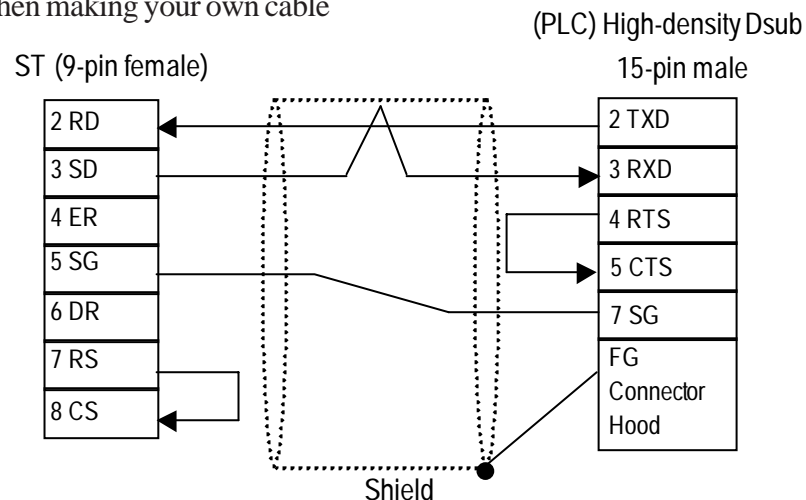 hen making your own cable
(PLC) High-density Dsub
15-pin male
ST (9-pin female)
2 RD
3 SD
4 ER
5 SG
6 DR
7 RS
8 CS
2 TXD
3 RXD
4 RTS
5 CTS
7 SG
FG
Connector
Hood
Shield